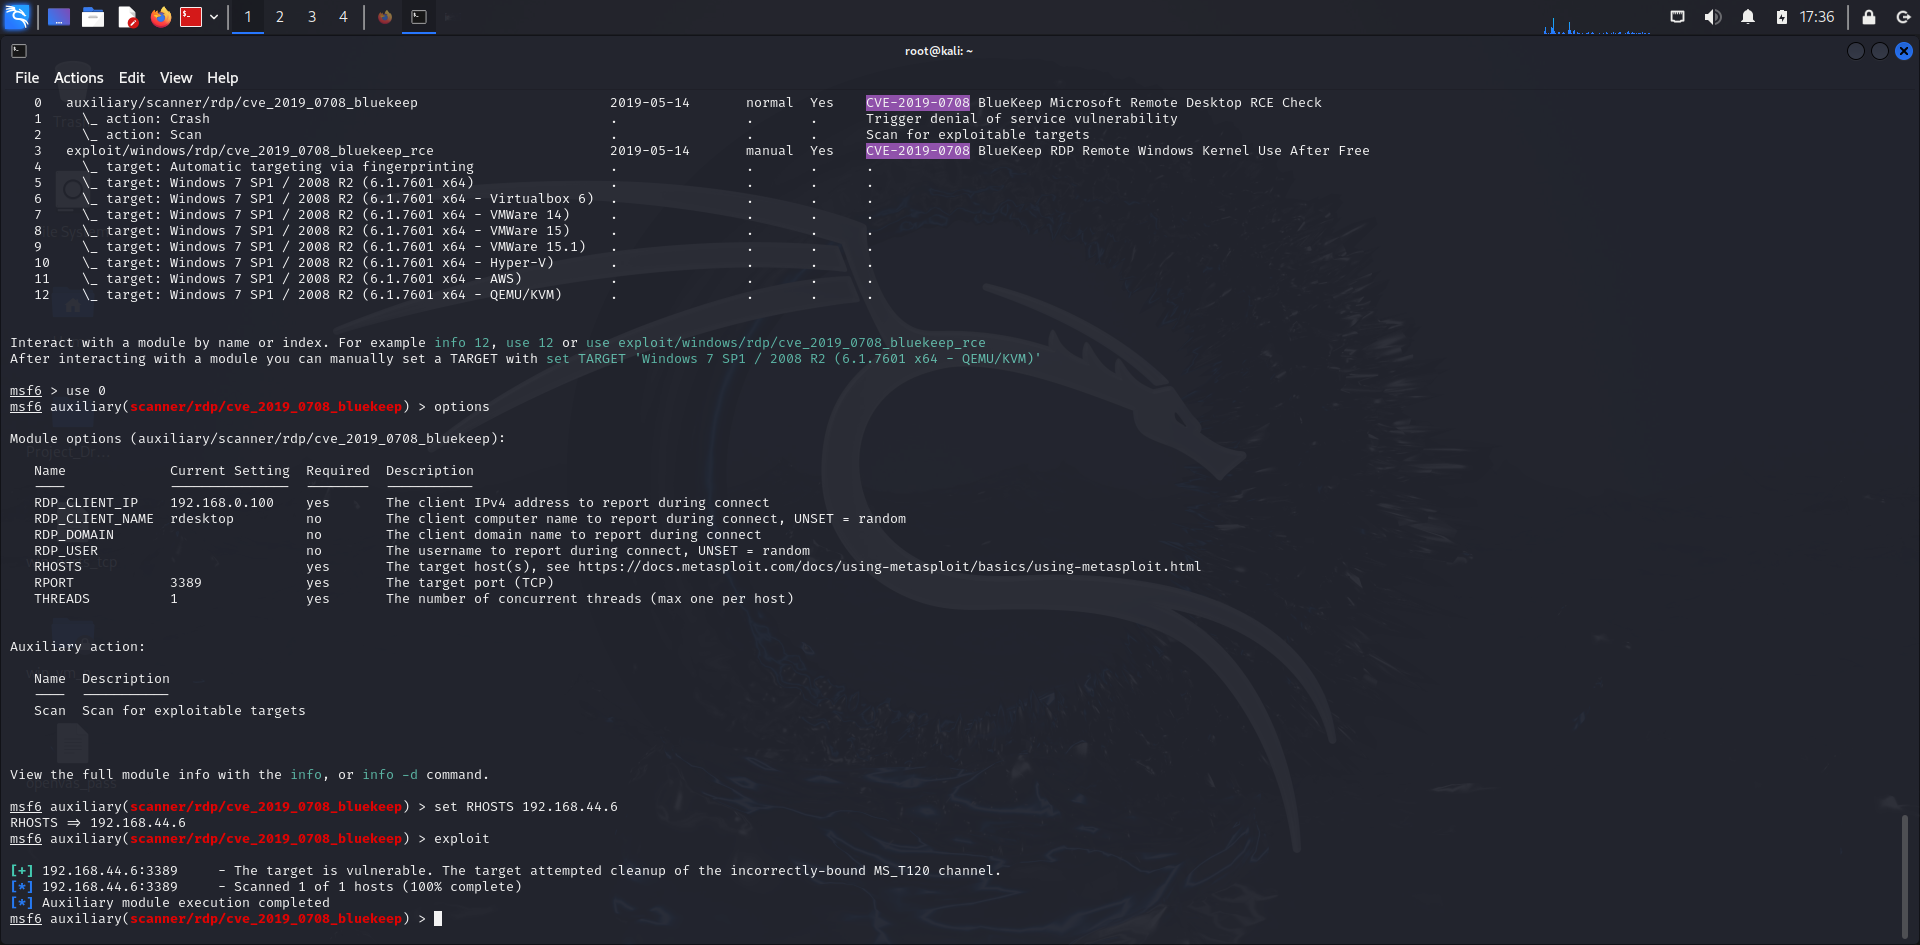 1 2 3 4 17:36
root@kali: ~
File Actions Edit View Help
0 auxiliary/scanner/rdp/cve_2019_0708_bluekeep 2019-05-14 normal Yes CVE-2019-0708 BlueKeep Microsoft Remote Desktop RCE Check
1 \_ action: Crash . . . Trigger denial of service vulnerability
2 \_ action: Scan . . . Scan for exploitable targets
3 exploit/windows/rdp/cve_2019_0708_bluekeep_rce 2019-05-14 manual Yes CVE-2019-0708 BlueKeep RDP Remote Windows Kernel Use After Free
4 \_ target: Automatic targeting via fingerprinting . . . .
5 \_ target: Windows 7 SP1 / 2008 R2 (6.1.7601 x64) . . . .
6 \_ target: Windows 7 SP1 / 2008 R2 (6.1.7601 x64 - Virtualbox 6) . . . .
7 \_ target: Windows 7 SP1 / 2008 R2 (6.1.7601 x64 - VMWare 14) . . . .
8 \_ target: Windows 7 SP1 / 2008 R2 (6.1.7601 x64 - VMWare 15) . . . .
9 \_ target: Windows 7 SP1 / 2008 R2 (6.1.7601 x64 - VMWare 15.1) . . . .
10 \_ target: Windows 7 SP1 / 2008 R2 (6.1.7601 x64 - Hyper-V) . . . .
11 \_ target: Windows 7 SP1 / 2008 R2 (6.1.7601 x64 - AWS) . . . .
12 \_ target: Windows 7 SP1 / 2008 R2 (6.1.7601 x64 - QEMU/KVM) . . . .
Interact with a module by name or index. For example info 12, use 12 or use exploit/windows/rdp/cve_2019_0708_bluekeep_rce
After interacting with a module you can manually set a TARGET with set TARGET 'Windows 7 SP1 / 2008 R2 (6.1.7601 x64 - QEMU/KVM)'
msf6 > use 0
msf6 auxiliary(scanner/rdp/cve_2019_0708_bluekeep) > options
Module options (auxiliary/scanner/rdp/cve_2019_0708_bluekeep):
Name Current Setting Required Description
RDP_CLIENT_IP 192.168.0.100 yes The client IPv4 address to report during connect
RDP_CLIENT_NAME rdesktop no The client computer name to report during connect, UNSET = random
RDP_DOMAIN no The client domain name to report during connect
RDP_USER no The username to report during connect, UNSET = random
RHOSTS yes The target host(s), see https://docs.metasploit.com/docs/using-metasploit/basics/using-metasploit.html
RPORT 3389 yes The target port (TCP)
THREADS 1 yes The number of concurrent threads (max one per host)
Auxiliary action:
Name Description
Scan Scan for exploitable targets
View the full module info with the info, or info -d command.
msf6 auxiliary(scanner/rdp/cve_2019_0708_bluekeep) > set RHOSTS 192.168.44.6
RHOSTS => 192.168.44.6
msf6 auxiliary(scanner/rdp/cve_2019_0708_bluekeep) > exploit
[+] 192.168.44.6:3389 - The target is vulnerable. The target attempted cleanup of the incorrectly-bound MS_T120 channel.
[*] 192.168.44.6:3389 - Scanned 1 of 1 hosts (100% complete)
[*] Auxiliary module execution completed
msf6 auxiliary(scanner/rdp/cve_2019_0708_bluekeep) >